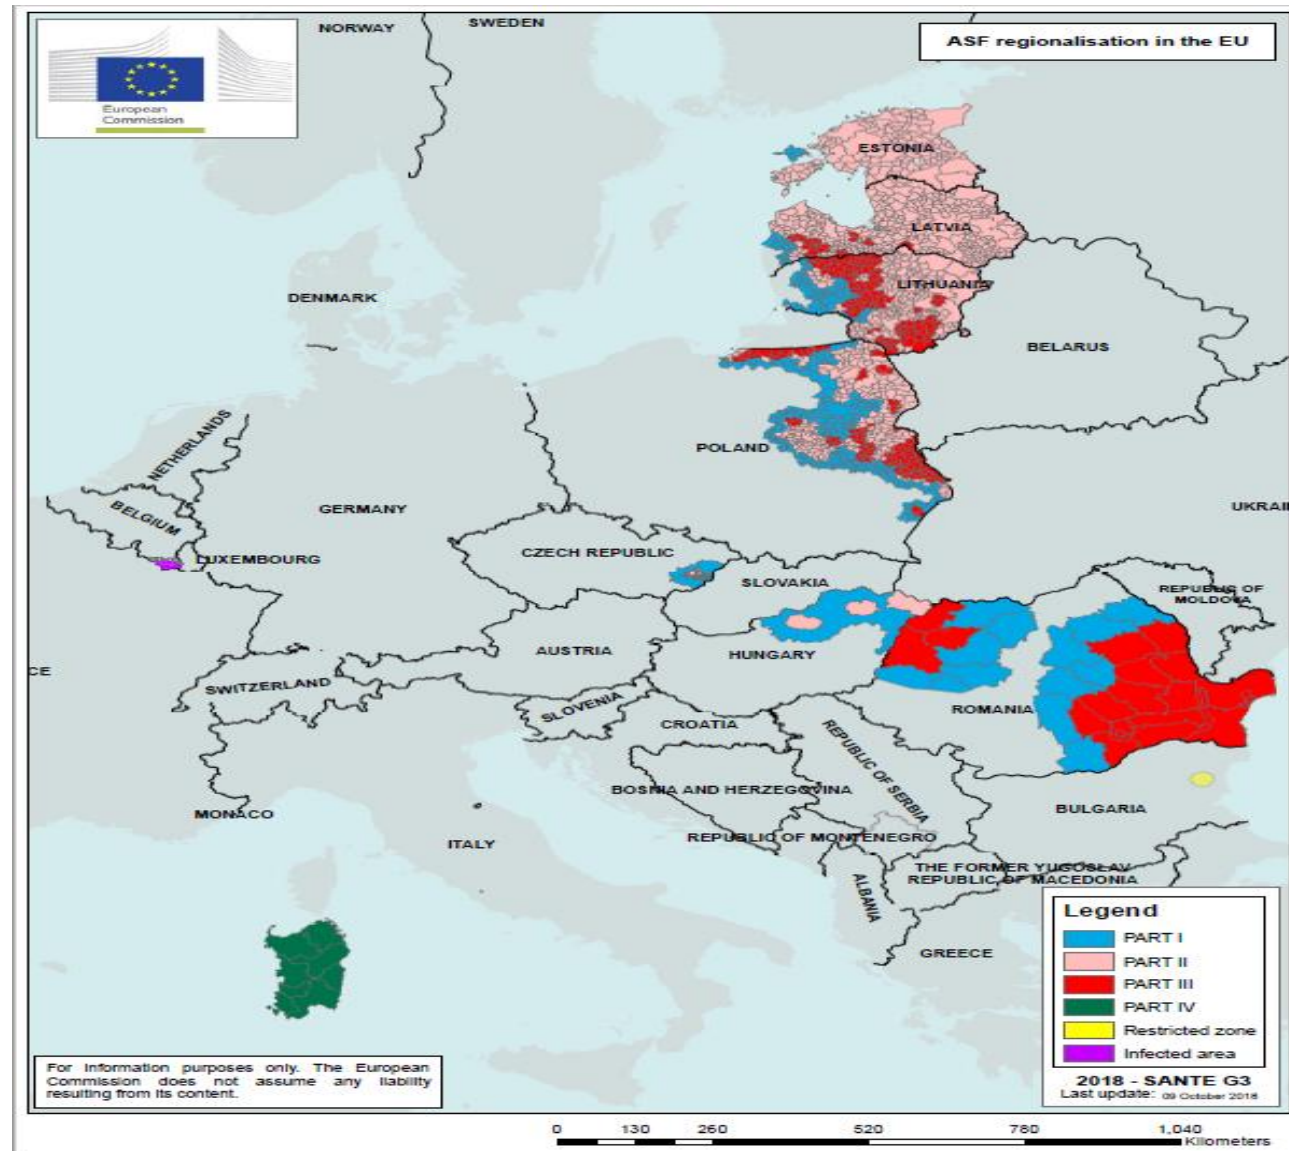 NORWAY
SWEDEN
ASF regionalisation in the EU
European
Commission
ESTONIA
LATVIA
LITHUANIA
DENMARK
BELARUS
NETHERLANDS
POLAND
BELGIUM
GERMANY
UKRAI
LUXEMBOURG
CZECH REPUBLIC
SLOVAKIA
REPUBLIC OF
MOLDOVA
AUSTRIA
HUNGARY
CE
SWITZERLAND
SLOVENIA
ROMANIA
CROATIA
REPUBLIC OF SERBIA
BOSNIA AND HERZEGOVINA
BULGARIA
MONACO
ITALY
REPUBLIC OF MONTENEGRO
THE FORMER YUGOSLAV
REPUBLIC OF MACEDONIA
ALBANIA
GREECE
Legend
PART I
PART II
PART III
PART IV
Restricted zone
Infected area
2018 - SANTE G3
Last update: 09 October 2018
For information purposes only. The European
Commission does not assume any liability
resulting from its content.
0 130 260 520 780 1,040
Kilometers